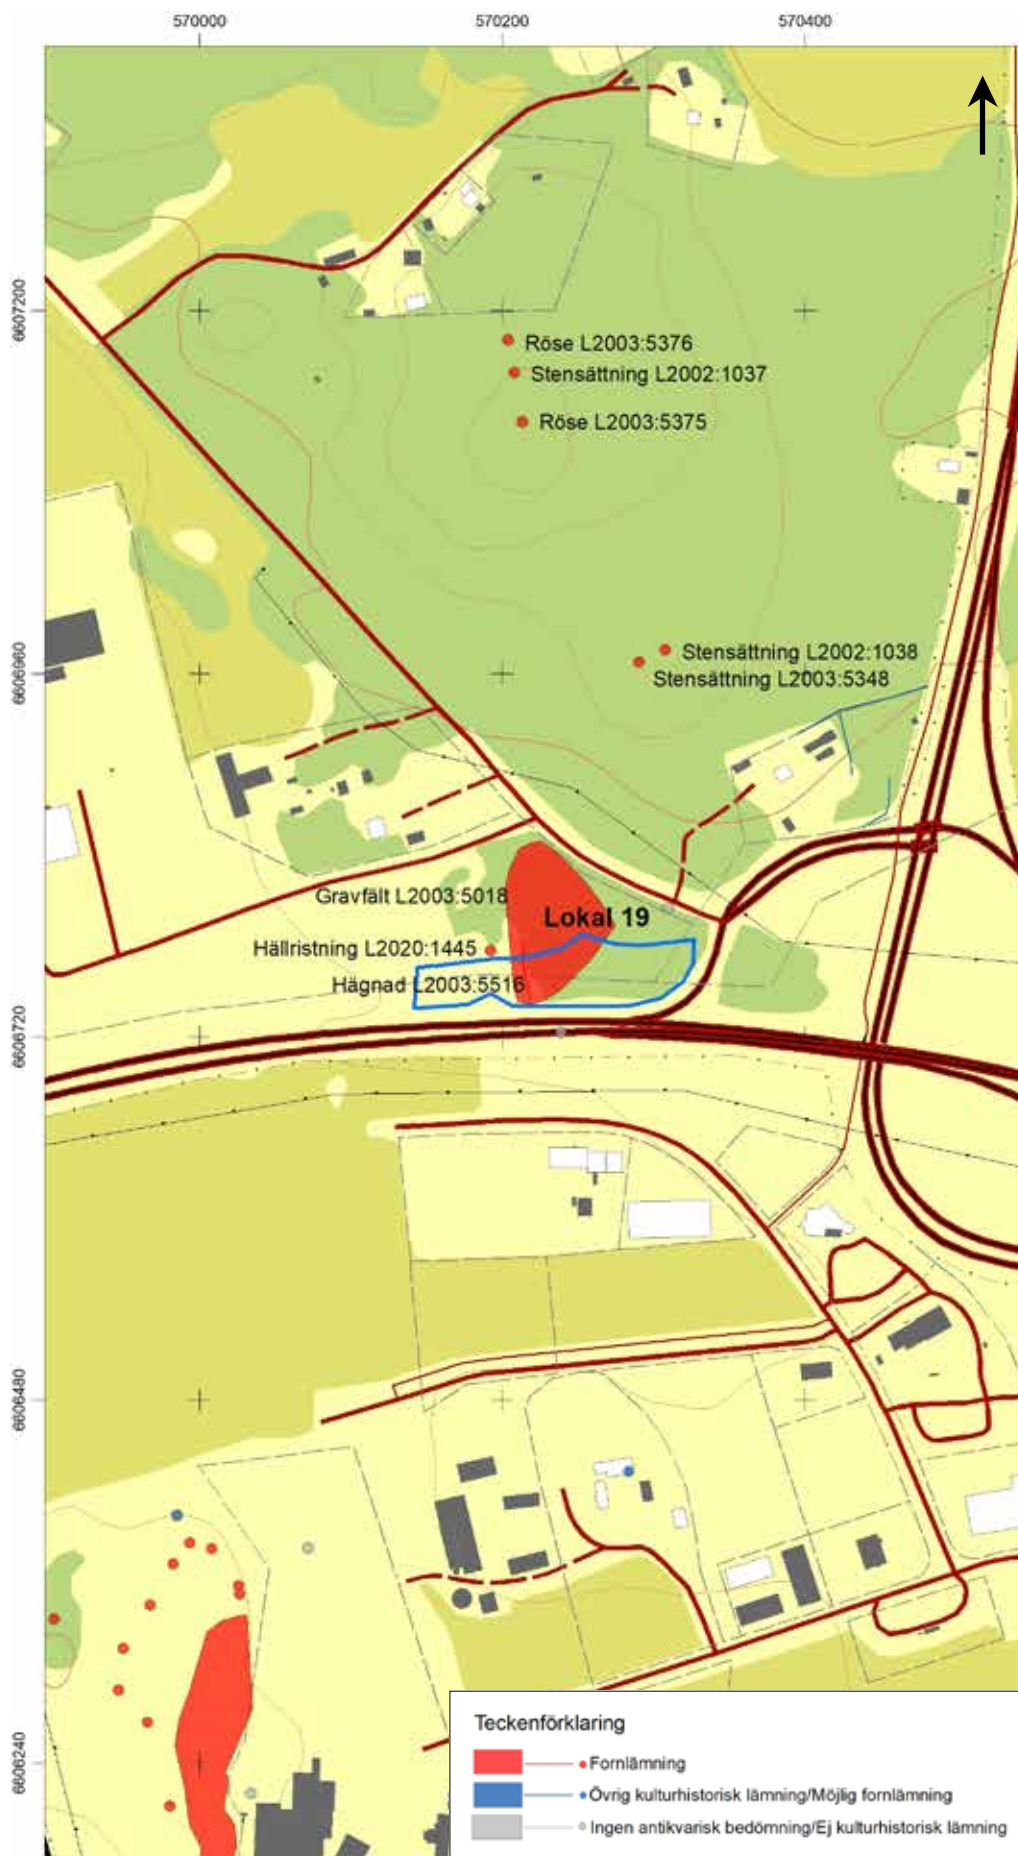 570000
570200
570400
6607200
Röse L2003:5376
Stensättning L2002:1037
Röse L2003:5375
6606960
Stensättning L2002:1038
Stensättning L2003:5348
Gravfält L2003:5018
Lokal 19
Hällristning L2020:1445
Hägnad L2003:5516
6606720
6606480
6606240
Teckenförklaring
Fornlämning
Övrig kulturhistorisk lämning/Möjlig fornlämning
Ingen antikvarisk bedömning/Ej kulturhistorisk lämning